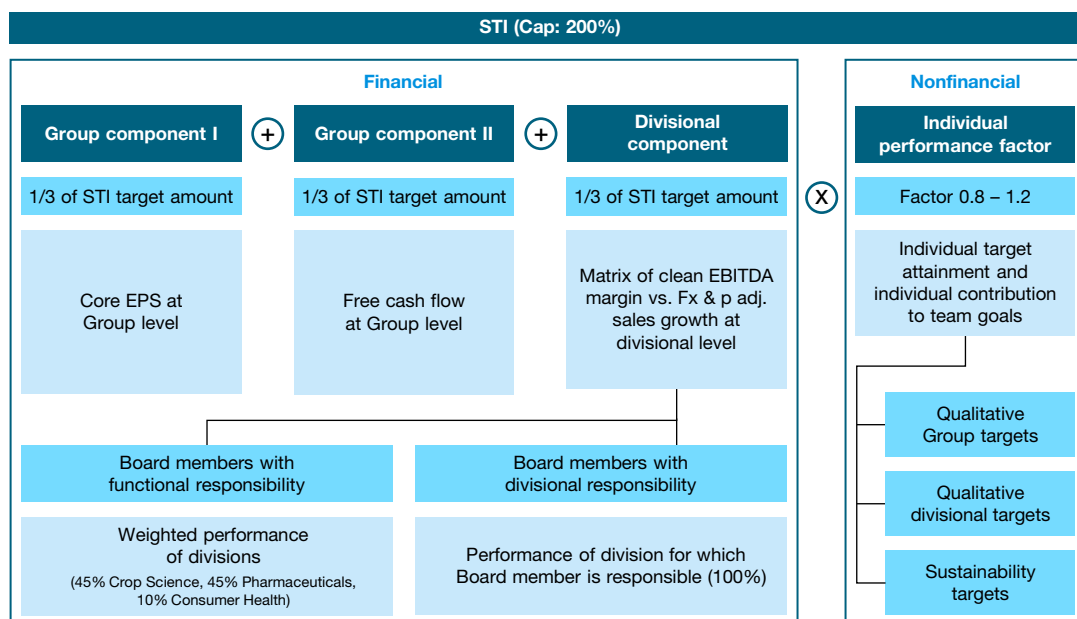 STI (Cap: 200%)
Financial
Group component I
+
Group component II
+
Divisional
component
1/3 of STI target amount
1/3 of STI target amount
1/3 of STI target amount
Core EPS at
Group level
Free cash flow
at Group level
Matrix of clean EBITDA
margin vs. Fx & p adj.
sales growth at
divisional level
Board members with
functional responsibility
Board members with
divisional responsibility
Weighted performance
of divisions
(45% Crop Science, 45% Pharmaceuticals,
10% Consumer Health)
Performance of division for which
Board member is responsible (100%)
X
Nonfinancial
Individual
performance factor
Factor 0.8 – 1.2
Individual target
attainment and
individual contribution
to team goals
Qualitative
Group targets
Qualitative
divisional targets
Sustainability
targets